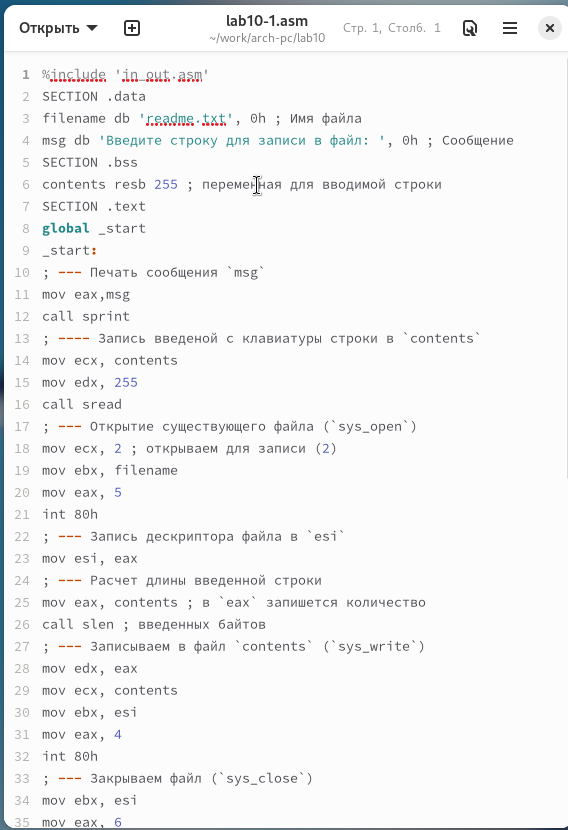 Открыть
lab10-1.asm
~/work/arch-pc/lab10
Стр. 1, Столб. 1
1 %include 'in_out.asm'
2 SECTION .data
3 filename db 'readme.txt', 0h ; Имя файла
4 msg db 'Введите строку для записи в файл: ', 0h ; Сообщение
5 SECTION .bss
6 contents resb 255 ; переменная для вводимой строки
7 SECTION .text
8 global _start
9 _start:
10 ; --- Печать сообщения `msg`
11 mov eax,msg
12 call sprint
13 ; ---- Запись введеной с клавиатуры строки в `contents`
14 mov ecx, contents
15 mov edx, 255
16 call sread
17 ; --- Открытие существующего файла (`sys_open`)
18 mov ecx, 2 ; открываем для записи (2)
19 mov ebx, filename
20 mov eax, 5
21 int 80h
22 ; --- Запись дескриптора файла в `esi`
23 mov esi, eax
24 ; --- Расчет длины введенной строки
25 mov eax, contents ; в `eax` запишется количество
26 call slen ; введенных байтов
27 ; --- Записываем в файл `contents` (`sys_write`)
28 mov edx, eax
29 mov ecx, contents
30 mov ebx, esi
31 mov eax, 4
32 int 80h
33 ; --- Закрываем файл (`sys_close`)
34 mov ebx, esi
35 mov eax, 6